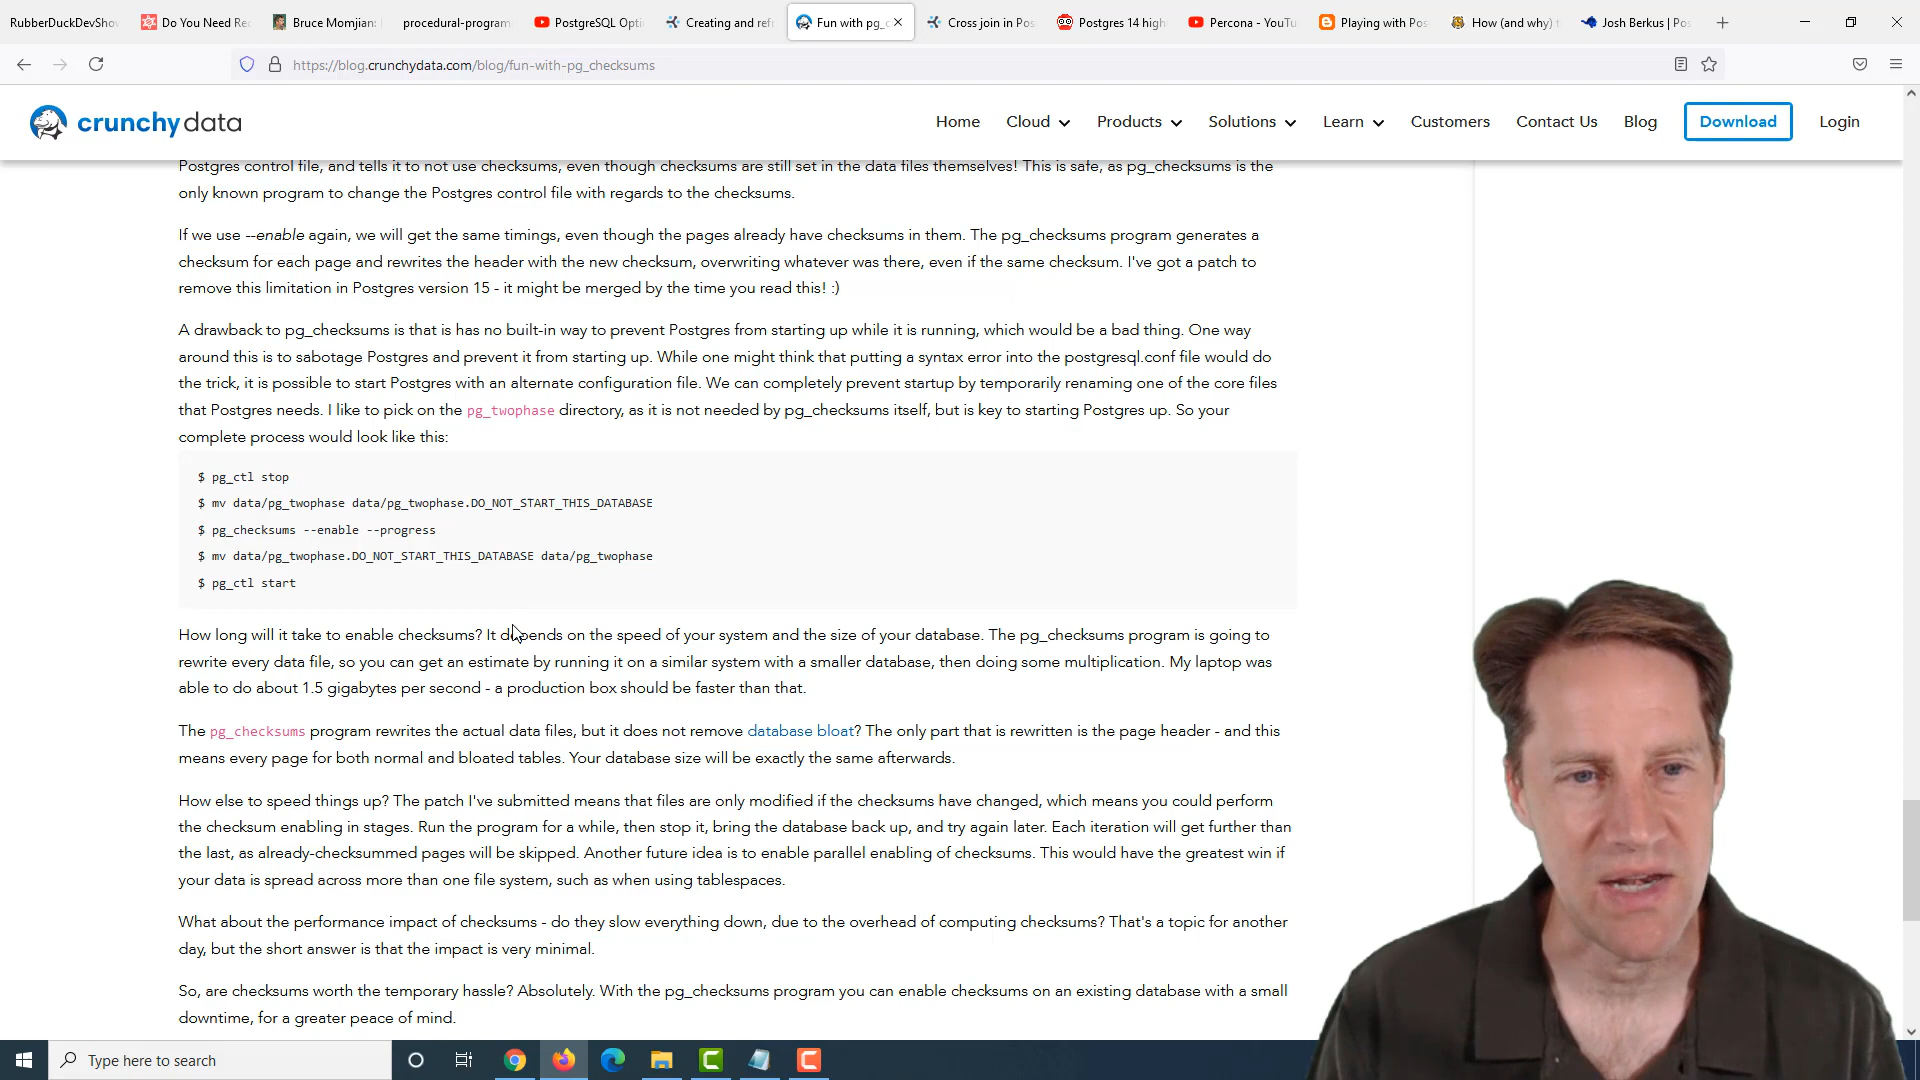 RubberDuckDevSho
Do You Need Re
Bruce Momjian:
procedural-program
PostgreSQL Opti
Creating and ref
Fun with pg_c
Cross join in Pos
Postgres 14 high
Percona - YouTu
Playing with Pos
How (and why)
Josh Berkus | Po
https://blog.crunchydata.com/blog/fun-with-pg_checksums
crunchy data
Home
Cloud
Products
Solutions
Learn
Customers
Contact Us
Blog
Download
Login
Postgres control file, and tells it to not use checksums, even though checksums are still set in the data files themselves! This is safe, as pg_checksums is the
only known program to change the Postgres control file with regards to the checksums.
If we use --enable again, we will get the same timings, even though the pages already have checksums in them. The pg_checksums program generates a
checksum for each page and rewrites the header with the new checksum, overwriting whatever was there, even if the same checksum. I've got a patch to
remove this limitation in Postgres version 15 - it might be merged by the time you read this! :)
A drawback to pg_checksums is that is has no built-in way to prevent Postgres from starting up while it is running, which would be a bad thing. One way
around this is to sabotage Postgres and prevent it from starting up. While one might think that putting a syntax error into the postgresql.conf file would do
the trick, it is possible to start Postgres with an alternate configuration file. We can completely prevent startup by temporarily renaming one of the core files
that Postgres needs. I like to pick on the pg_twophase directory, as it is not needed by pg_checksums itself, but is key to starting Postgres up. So your
complete process would look like this:
$ pg_ctl stop
$ mv data/pg_twophase data/pg_twophase.DO_NOT_START_THIS_DATABASE
$ pg_checksums --enable --progress
$ mv data/pg_twophase.DO_NOT_START_THIS_DATABASE data/pg_twophase
$ pg_ctl start
How long will it take to enable checksums? It depends on the speed of your system and the size of your database. The pg_checksums program is going to
rewrite every data file, so you can get an estimate by running it on a similar system with a smaller database, then doing some multiplication. My laptop was
able to do about 1.5 gigabytes per second - a production box should be faster than that.
The pg_checksums program rewrites the actual data files, but it does not remove database bloat? The only part that is rewritten is the page header - and this
means every page for both normal and bloated tables. Your database size will be exactly the same afterwards.
How else to speed things up? The patch I've submitted means that files are only modified if the checksums have changed, which means you could perform
the checksum enabling in stages. Run the program for a while, then stop it, bring the database back up, and try again later. Each iteration will get further than
the last, as already-checksummed pages will be skipped. Another future idea is to enable parallel enabling of checksums. This would have the greatest win if
your data is spread across more than one file system, such as when using tablespaces.
What about the performance impact of checksums - do they slow everything down, due to the overhead of computing checksums? That's a topic for another
day, but the short answer is that the impact is very minimal.
So, are checksums worth the temporary hassle? Absolutely. With the pg_checksums program you can enable checksums on an existing database with a small
downtime, for a greater peace of mind.
Type here to search